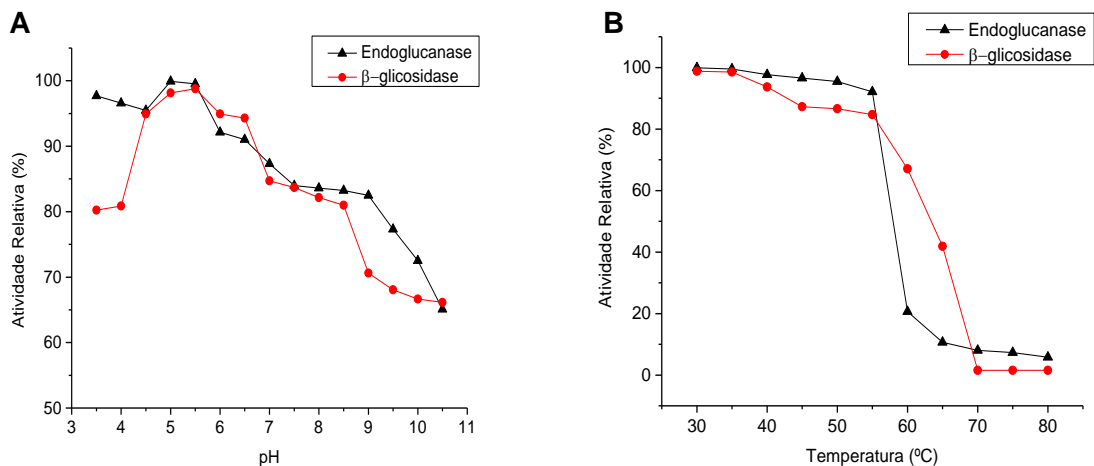 A
Endoglucanase
β−glicosidase
Atividade Relativa (%)
100
90
80
70
60
50
3 4 5 6 7 8 9 10 11
pH
B
Endoglucanase
β−glicosidase
Atividade Relativa (%)
100
80
60
40
20
0
30 40 50 60 70 80
Temperatura (ºC)